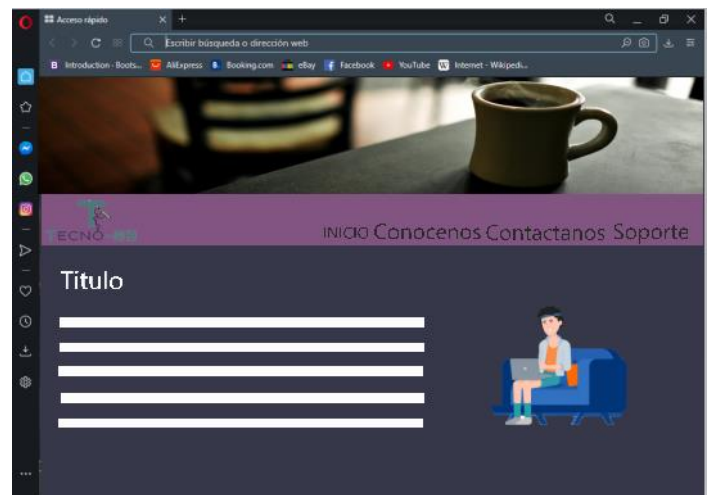 Acceso rápido
Escribir búsqueda o dirección web
B Introduction - Boots... AliExpress B. Booking.com eBay Facebook YouTube W Internet - Wikipedi...
TECNO
INICIO Conocenos Contactanos Soporte
Titulo